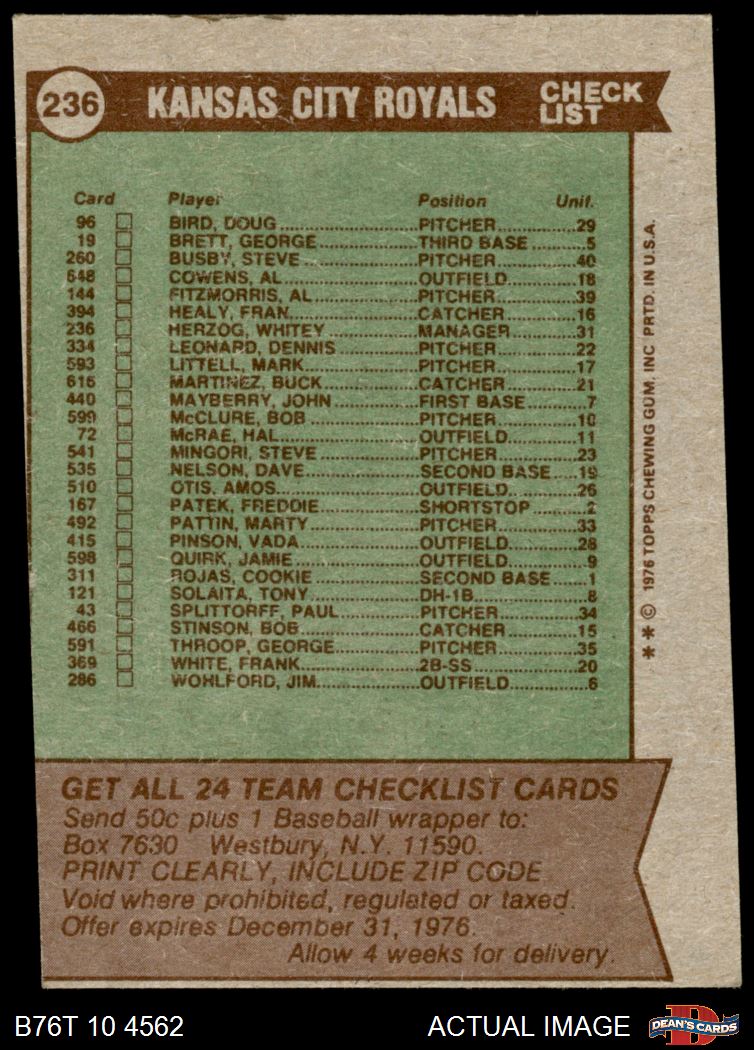 236 KANSAS CITY ROYALS CHECK LIST
Card Player Position Unif.
96 BIRD, DOUG PITCHER 29
19 BRETT, GEORGE THIRD BASE 5
260 BUSBY, STEVE PITCHER 40
648 COWENS, AL OUTFIELD 18
144 FITZMORRIS, AL PITCHER 39
394 HEALY, FRAN CATCHER 16
236 HERZOG, WHITEY MANAGER 31
334 LEONARD, DENNIS PITCHER 22
593 LITTELL, MARK PITCHER 17
616 MARTINEZ, BUCK CATCHER 21
440 MAYBERRY, JOHN FIRST BASE 7
599 McCLURE, BOB PITCHER 10
72 McRAE, HAL OUTFIELD 11
541 MINGORI, STEVE PITCHER 23
535 NELSON, DAVE SECOND BASE 19
510 OTIS, AMOS OUTFIELD 26
167 PATEK, FREDDIE SHORTSTOP 2
492 PATTIN, MARTY PITCHER 33
415 PINSON, VADA OUTFIELD 28
598 QUIRK, JAMIE OUTFIELD 9
311 ROJAS, COOKIE SECOND BASE 1
121 SOLAITA, TONY DH-1B 8
43 SPLITTORFF, PAUL PITCHER 34
466 STINSON, BOB CATCHER 15
591 THROOP, GEORGE PITCHER 35
369 WHITE, FRANK 2B-SS 20
286 WOHLFORD, JIM OUTFIELD 6
**© 1976 TOPPS CHEWING GUM, INC PRTD. IN U.S.A.
GET ALL 24 TEAM CHECKLIST CARDS
Send 50c plus 1 Baseball wrapper to:
Box 7630 Westbury, N.Y. 11590.
PRINT CLEARLY, INCLUDE ZIP CODE
Void where prohibited, regulated or taxed.
Offer expires December 31, 1976.
Allow 4 weeks for delivery.
B76T 10 4562 ACTUAL IMAGE D DEAN'S CARDS